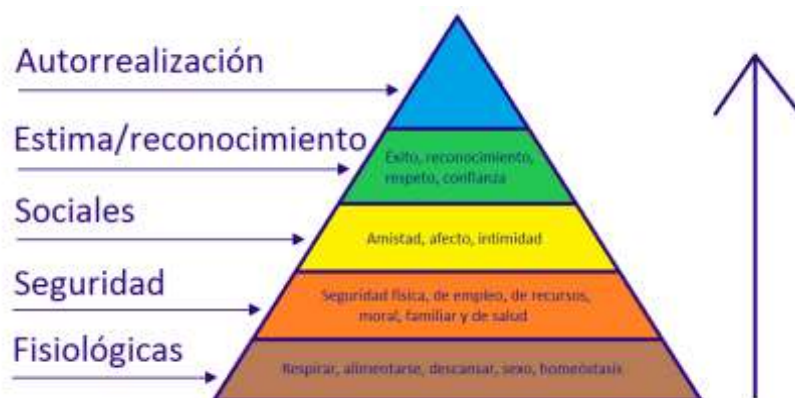 Autorrealización
Estima/reconocimiento
Exito, reconocimiento,
respeto, confianza
Sociales
Amistad, afecto, intimidad
Seguridad
Seguridad física, de empleo, de recursos,
moral, familiar y de salud
Fisiológicas
Respirar, alimentarse, descansar, sexo, homeóstasis